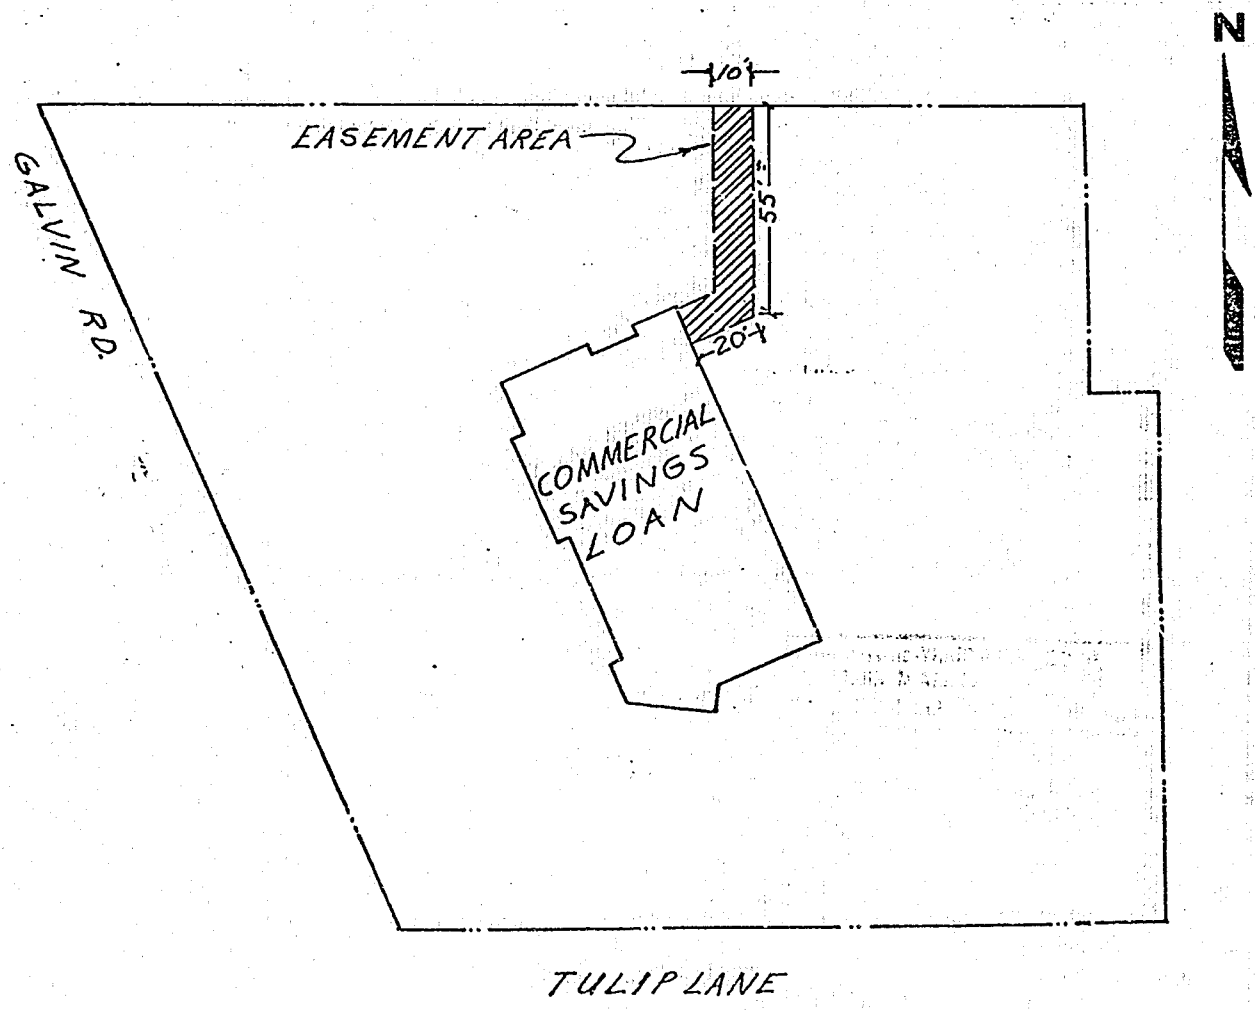 N
10'
EASEMENT AREA
GALVIN RD.
55'
20'
COMMERCIAL
SAVINGS
LOAN
TULIP LANE